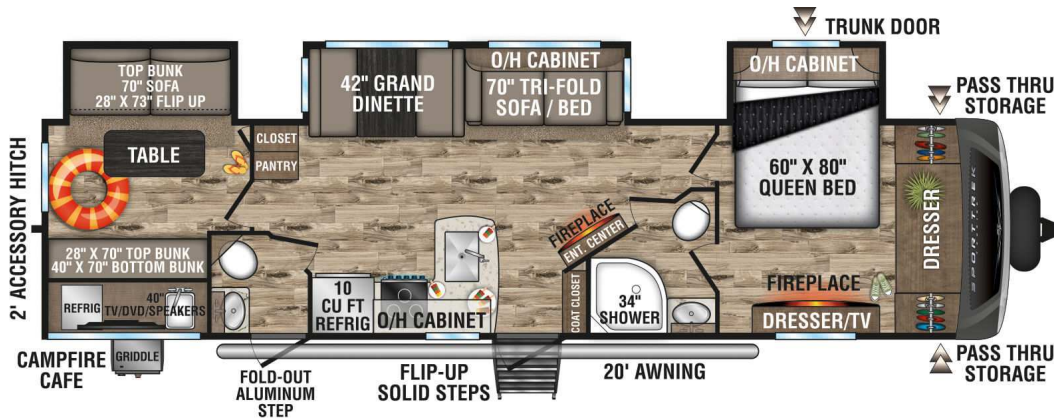 TRUNK DOOR
O/H CABINET
TOP BUNK
70" SOFA
28" X 73" FLIP UP
42" GRAND
DINETTE
O/H CABINET
70" TRI-FOLD
SOFA / BED
PASS THRU
STORAGE
2' ACCESSORY HITCH
TABLE
CLOSET
PANTRY
60" X 80"
QUEEN BED
DRESSER
SPORTTREK
FIREPLACE
ENT. CENTER
28" X 70" TOP BUNK
40" X 70" BOTTOM BUNK
REFRIG
40"
TV/DVD/SPEAKERS
10
CU FT
REFRIG
O/H CABINET
COAT CLOSET
34"
SHOWER
FIREPLACE
DRESSER/TV
CAMPFIRE
CAFE
GRIDDLE
FOLD-OUT
ALUMINUM
STEP
FLIP-UP
SOLID STEPS
20' AWNING
PASS THRU
STORAGE